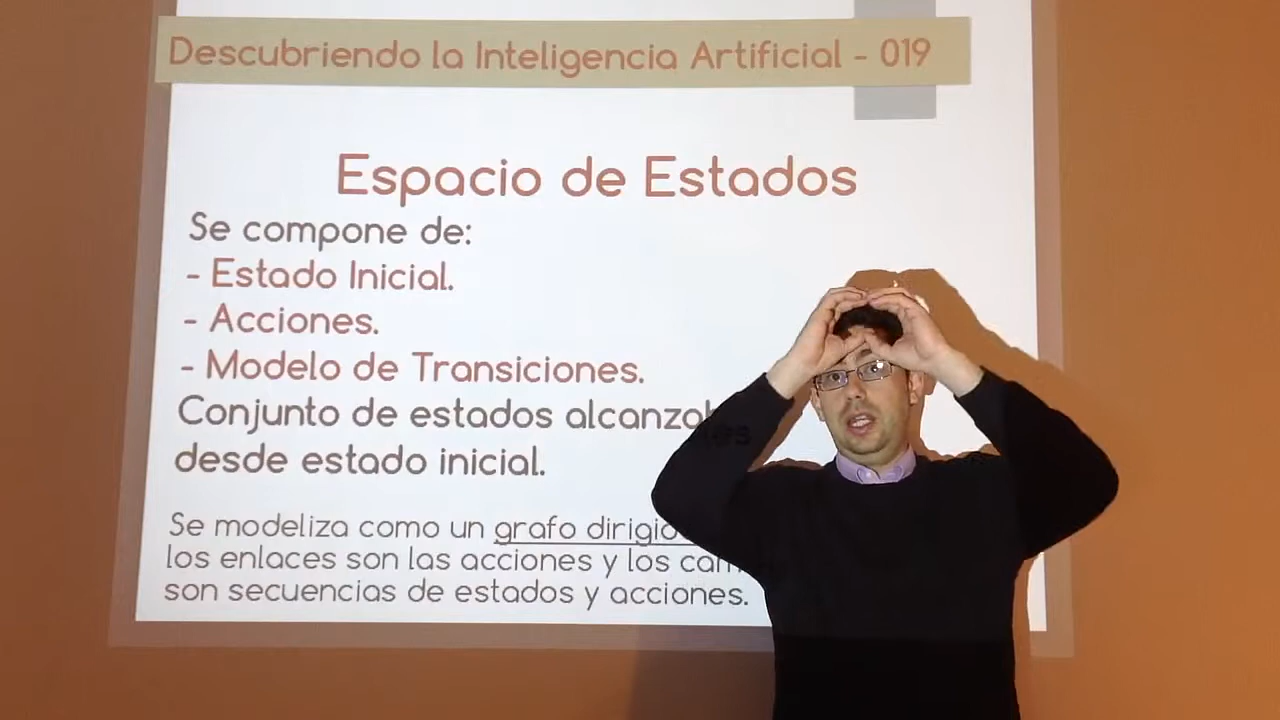 Descubriendo la Inteligencia Artificial - 019
Espacio de Estados
Se compone de:
- Estado Inicial.
- Acciones.
- Modelo de Transiciones.
Conjunto de estados
desde estado inicial.
Se modeliza como un grafo
los enlaces son las acciones y los
son secuencias de estados y acciones.